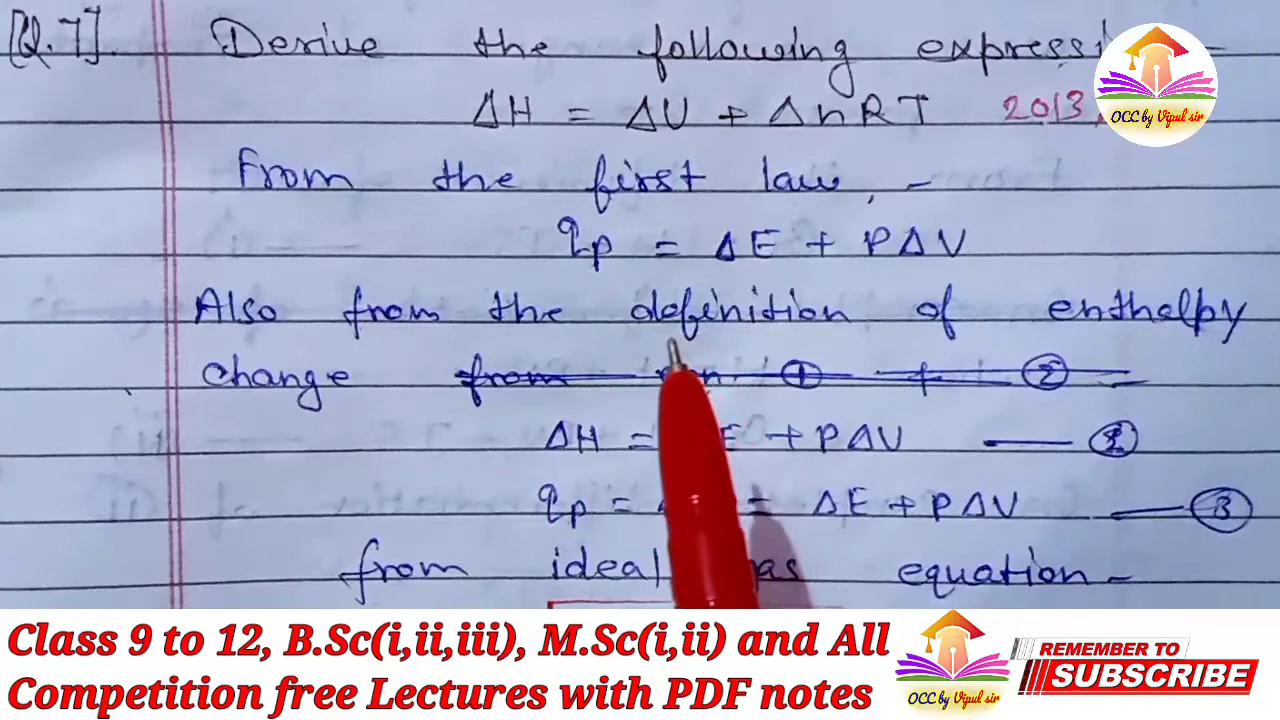 [Q.7]. Derive the following expressi
ΔH = ΔU + ΔnRT 2013,
From the first law, –
qp = ΔE + PΔV
Also from the definition of enthalpy
change from ① + ②
ΔH = E + PΔV — ②
qp = = ΔE + PΔV — ③
from ideal gas equation –
OCC by Vipul sir
Class 9 to 12, B.Sc(i,ii,iii), M.Sc(i,ii) and All
Competition free Lectures with PDF notes
OCC by Vipul sir
REMEMBER TO
SUBSCRIBE